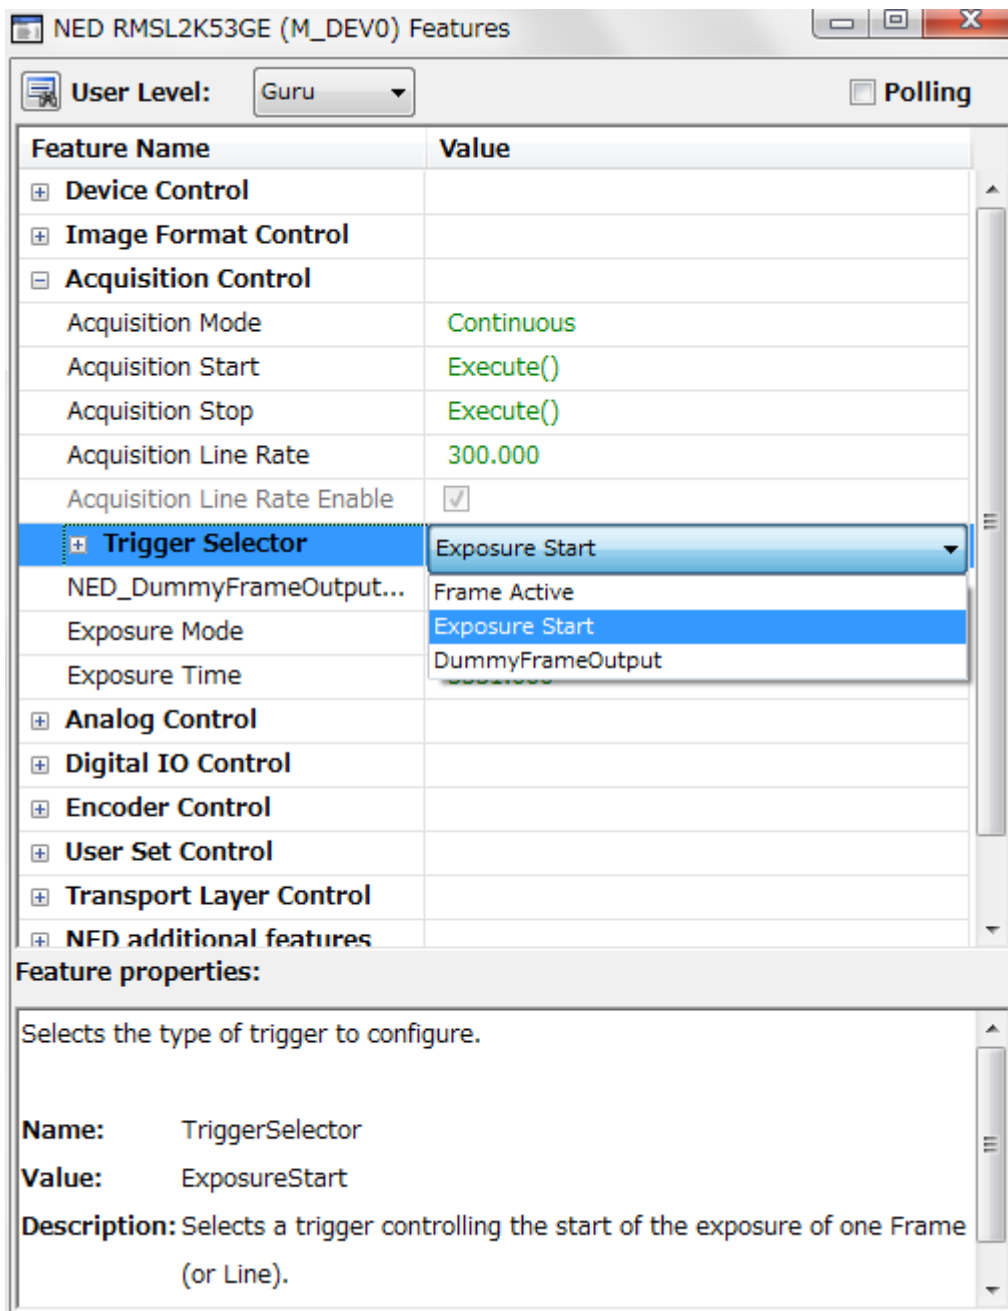 NED RMSL2K53GE (M_DEV0) Features
User Level: Guru Polling
Feature Name Value
Device Control
Image Format Control
Acquisition Control
Acquisition Mode Continuous
Acquisition Start Execute()
Acquisition Stop Execute()
Acquisition Line Rate 300.000
Acquisition Line Rate Enable
Trigger Selector Exposure Start
NED_DummyFrameOutput... Frame Active
Exposure Mode Exposure Start
DummyFrameOutput
Exposure Time
Analog Control
Digital IO Control
Encoder Control
User Set Control
Transport Layer Control
NED additional features
Feature properties:
Selects the type of trigger to configure.
Name: TriggerSelector
Value: ExposureStart
Description: Selects a trigger controlling the start of the exposure of one Frame
(or Line).